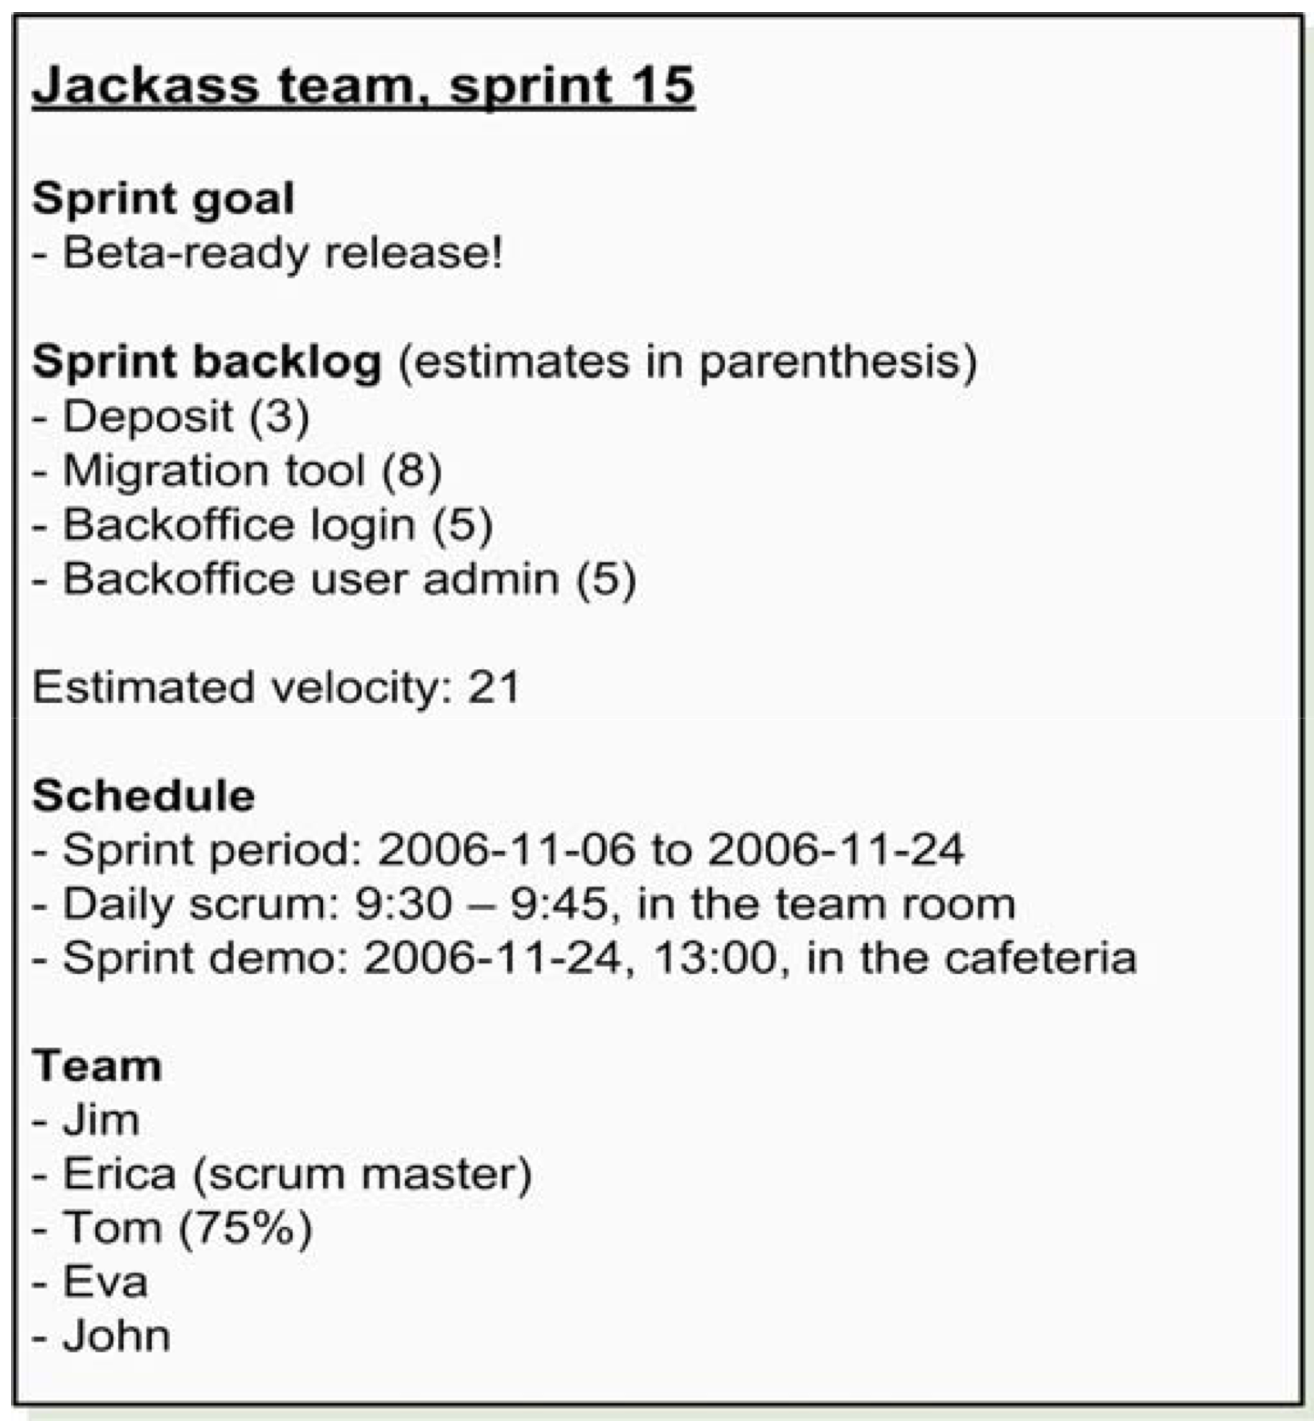 Jackass team, sprint 15
Sprint goal
- Beta-ready release!
Sprint backlog (estimates in parenthesis)
- Deposit (3)
- Migration tool (8)
- Backoffice login (5)
- Backoffice user admin (5)
Estimated velocity: 21
Schedule
- Sprint period: 2006-11-06 to 2006-11-24
- Daily scrum: 9:30 – 9:45, in the team room
- Sprint demo: 2006-11-24, 13:00, in the cafeteria
Team
- Jim
- Erica (scrum master)
- Tom (75%)
- Eva
- John